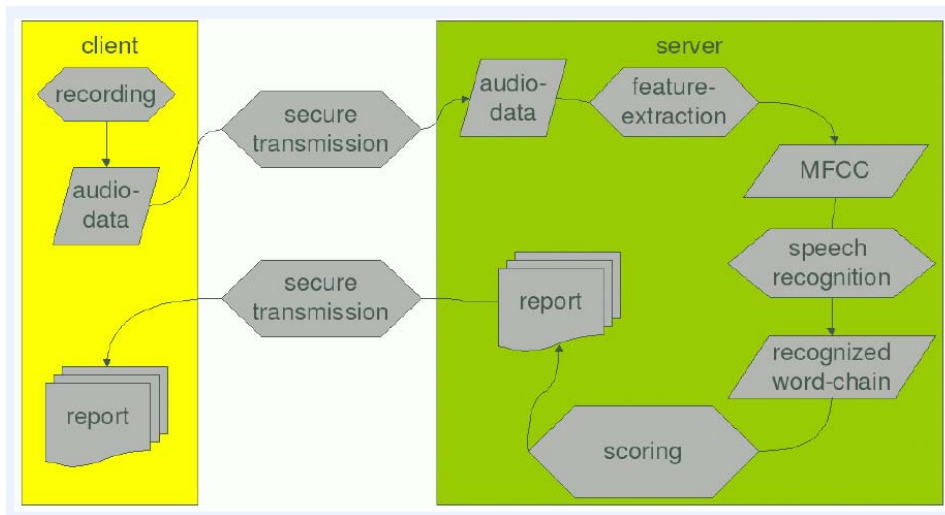 client
recording
audio-
data
secure
transmission
server
audio-
data
feature-
extraction
MFCC
speech
recognition
recognized
word-chain
scoring
report
secure
transmission
report